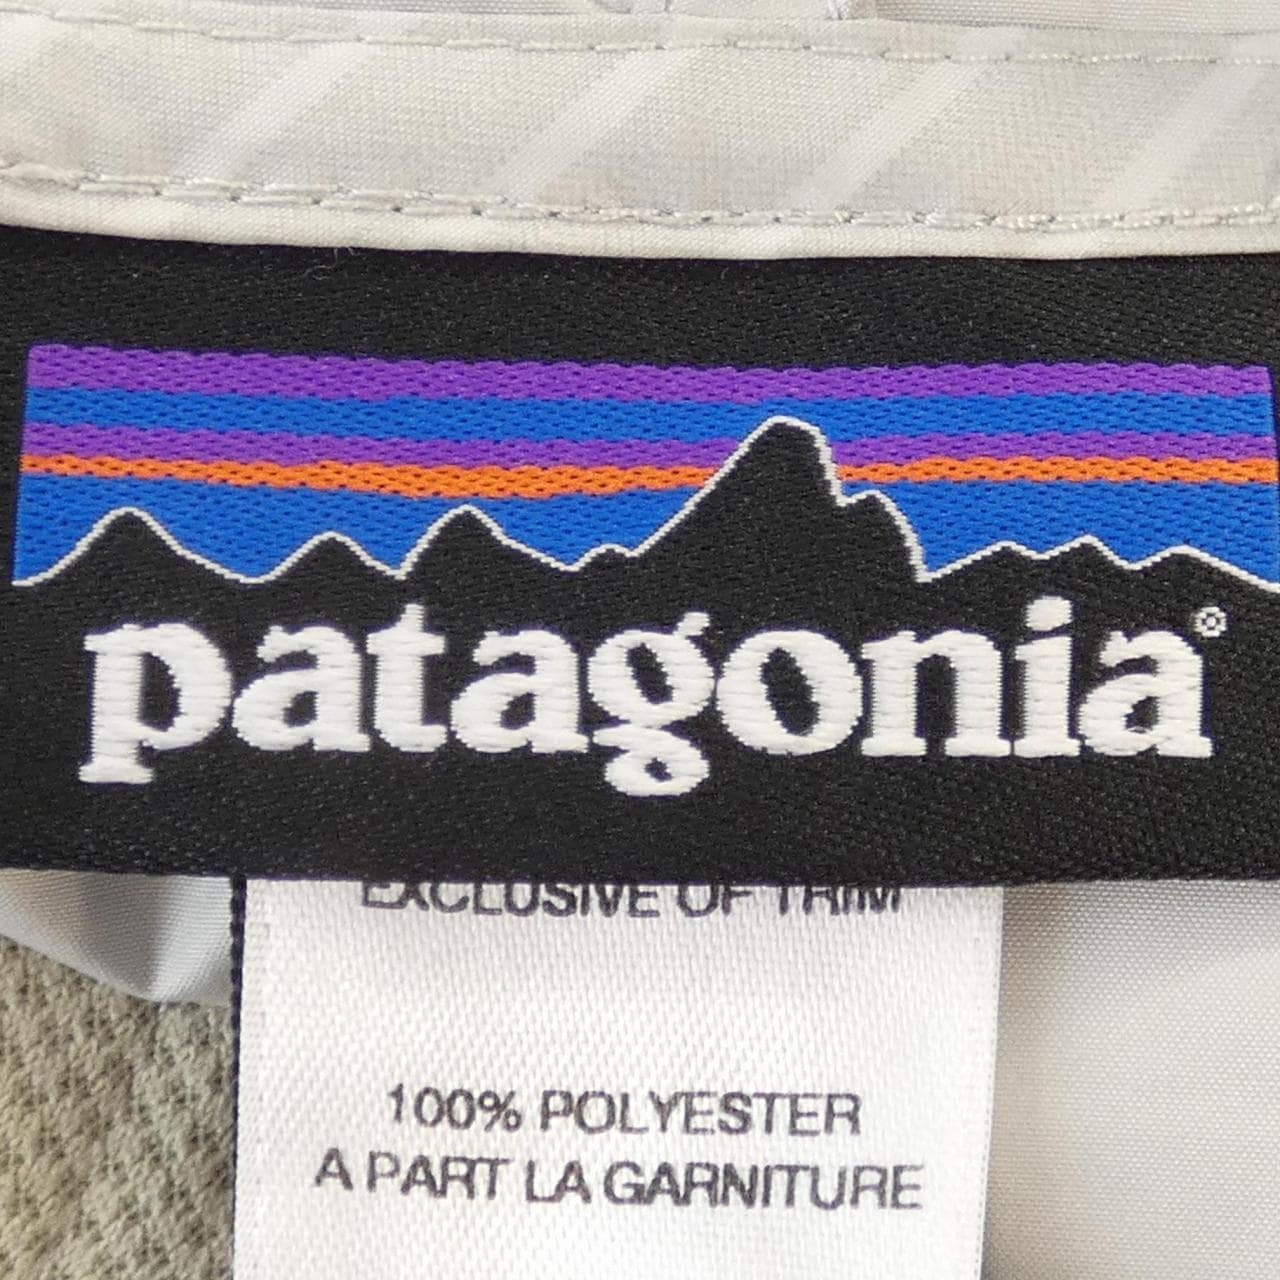 patagonia®
EXCLUSIVE OF TRIM
100% POLYESTER
A PART LA GARNITURE